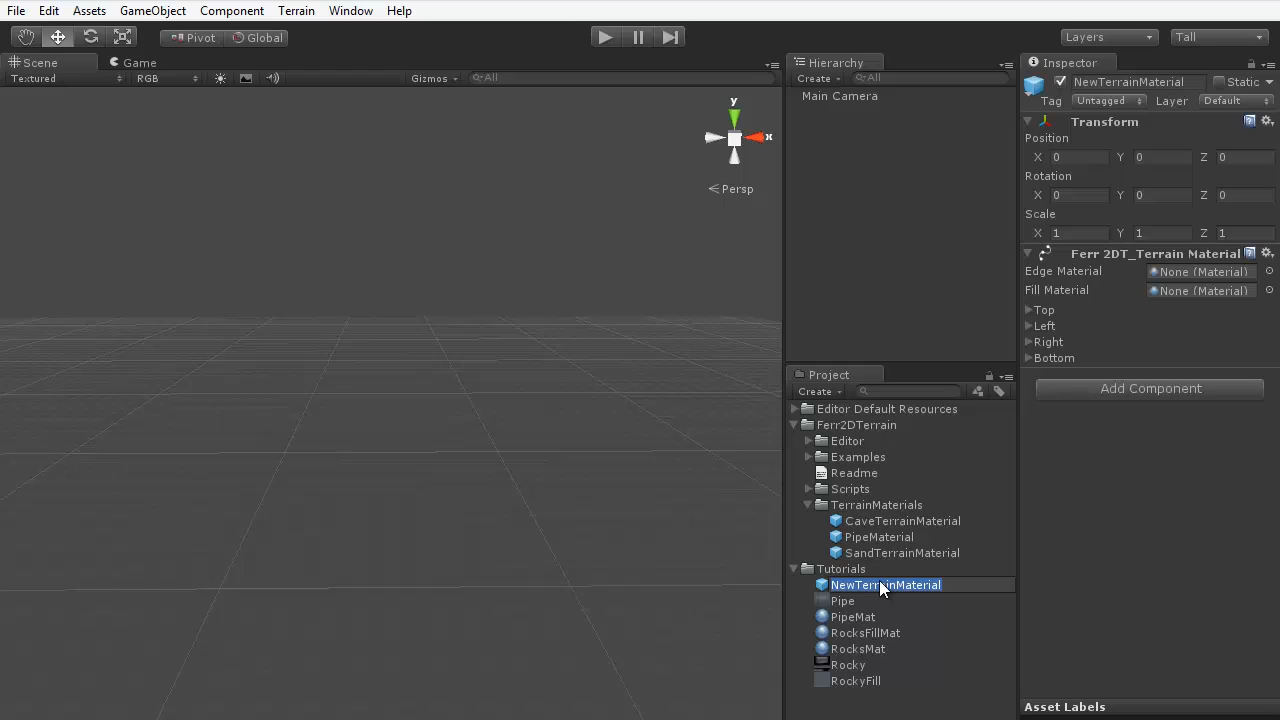 File Edit Assets GameObject Component Terrain Window Help
Pivot Global Layers Tall
Scene Game
Textured RGB Gizmos All
y
x
Persp
Hierarchy
Create All
Main Camera
Project
Create
Editor Default Resources
Ferr2DTerrain
Editor
Examples
Readme
Scripts
TerrainMaterials
CaveTerrainMaterial
PipeMaterial
SandTerrainMaterial
Tutorials
NewTerrainMaterial
Pipe
PipeMat
RocksFillMat
RocksMat
Rocky
RockyFill
Inspector
NewTerrainMaterial Static
Tag Untagged Layer Default
Transform
Position
X 0 Y 0 Z 0
Rotation
X 0 Y 0 Z 0
Scale
X 1 Y 1 Z 1
Ferr 2DT_Terrain Material
Edge Material None (Material)
Fill Material None (Material)
Top
Left
Right
Bottom
Add Component
Asset Labels